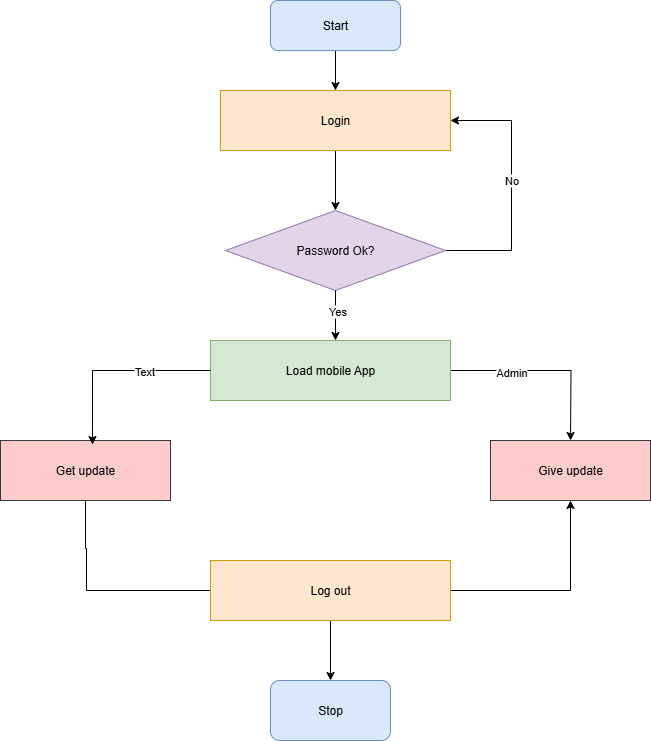 Start
Login
No
Password Ok?
Yes
Load mobile App
Text
Admin
Get update
Give update
Log out
Stop